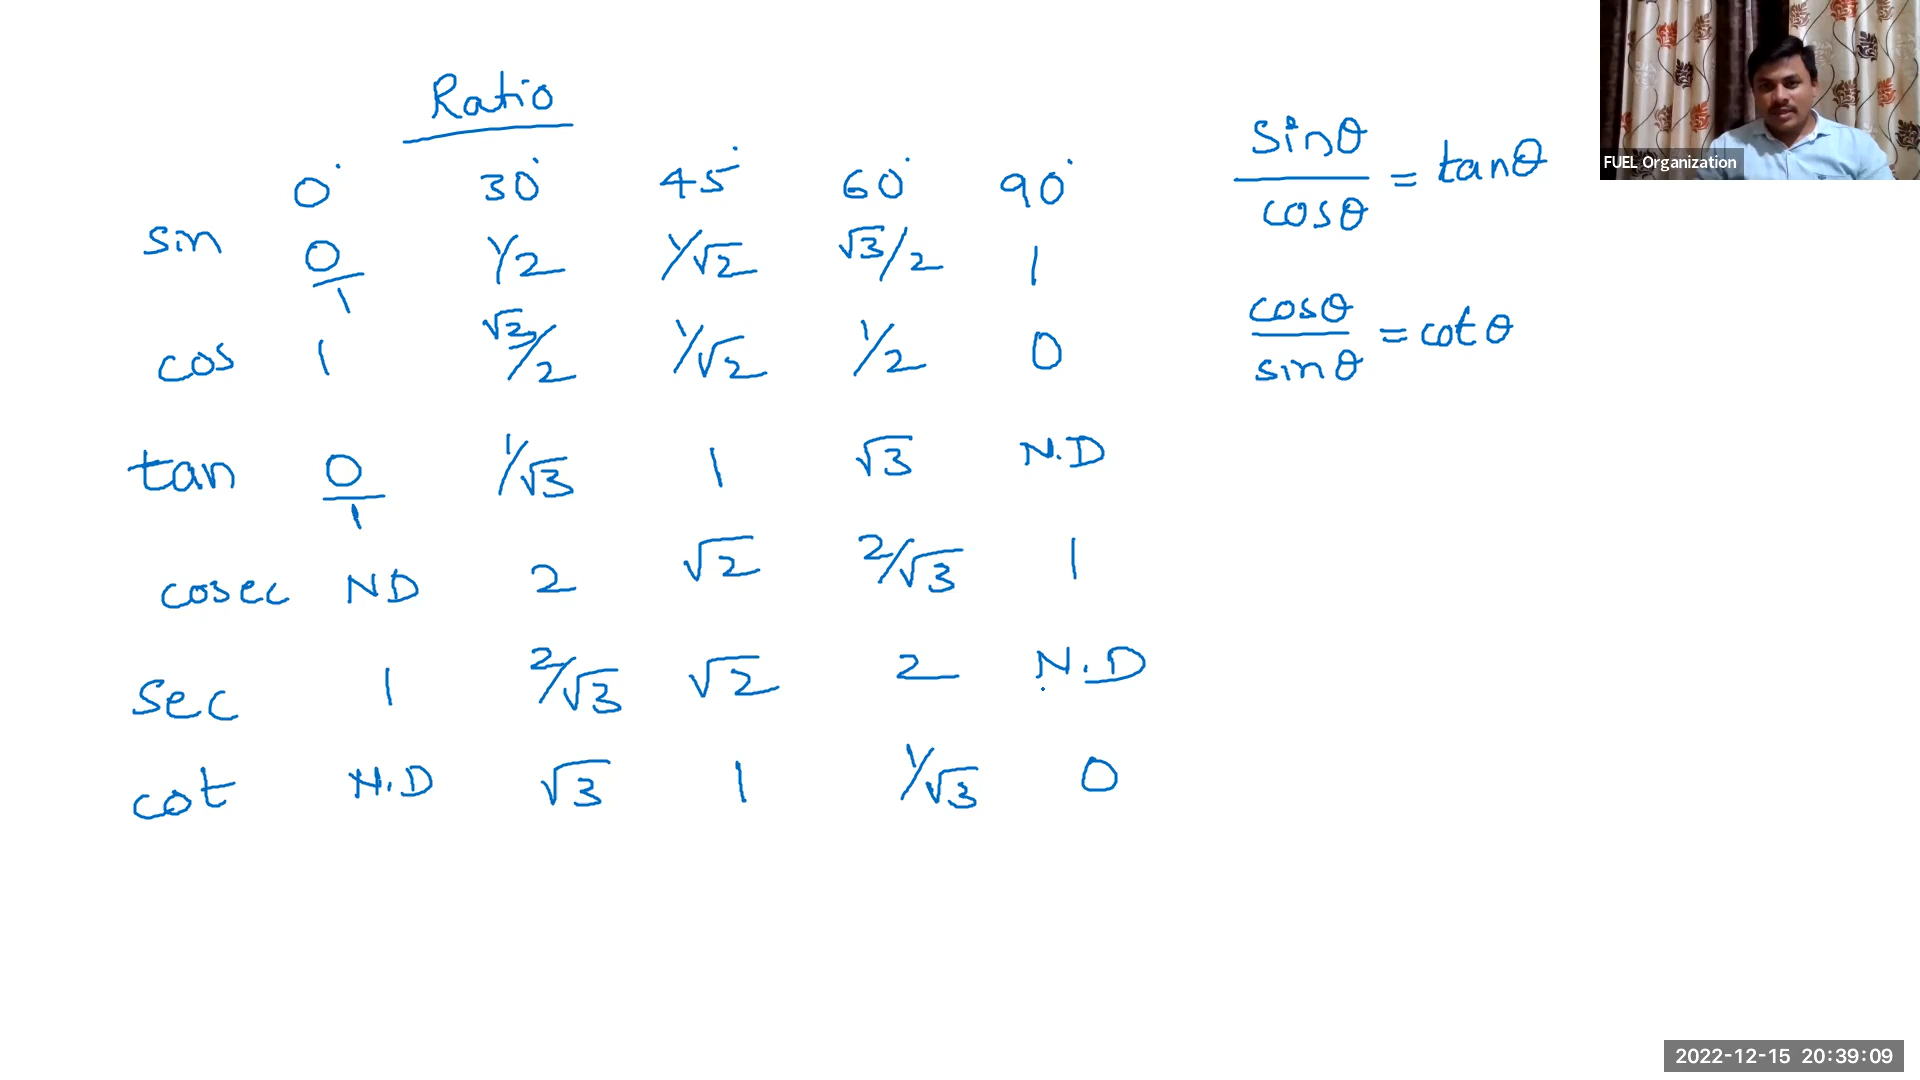 Ratio
0° 30° 45° 60° 90°
sin 0/1 1/2 1/√2 √3/2 1
cos 1 √3/2 1/√2 1/2 0
tan 0/1 1/√3 1 √3 N.D
cosec ND 2 √2 2/√3 1
sec 1 2/√3 √2 2 N.D
cot N.D √3 1 1/√3 0
sinθ/cosθ = tanθ
cosθ/sinθ = cotθ
FUEL Organization
2022-12-15 20:39:09